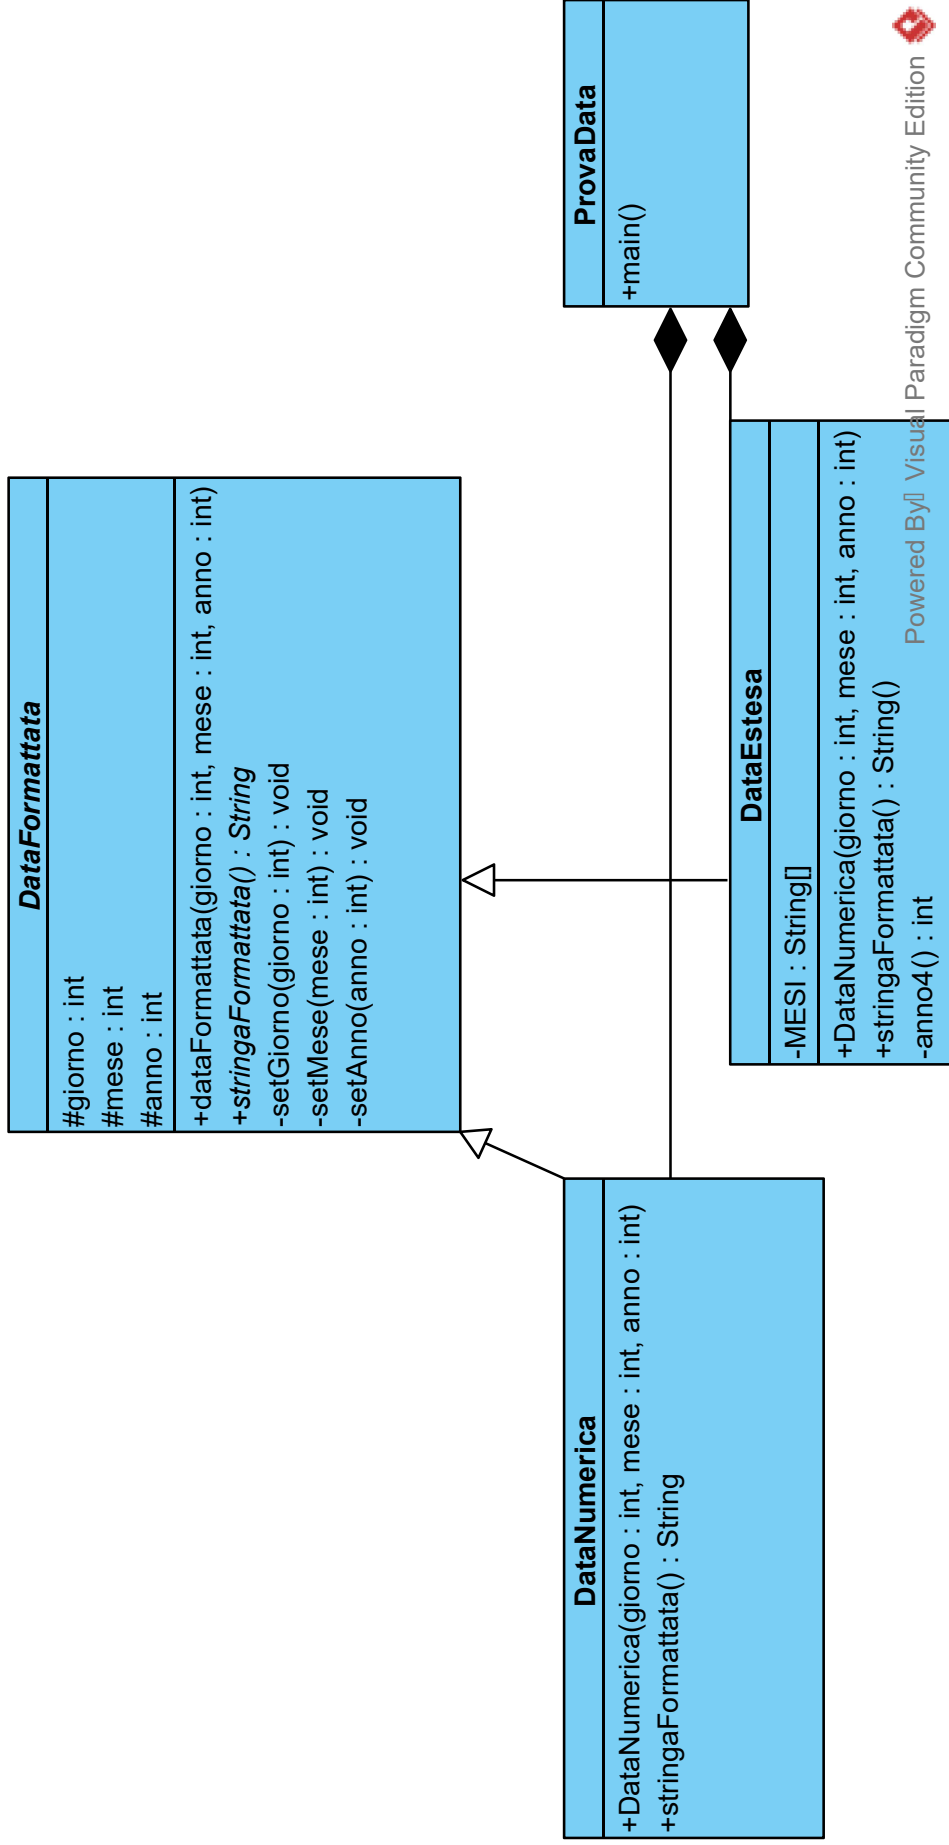 DataFormattata
#giorno : int
#mese : int
#anno : int
+dataFormattata(giorno : int, mese : int, anno : int)
+stringaFormattata() : String
-setGiorno(giorno : int) : void
-setMese(mese : int) : void
-setAnno(anno : int) : void
DataNumerica
+DataNumerica(giorno : int, mese : int, anno : int)
+stringaFormattata() : String
DataEstesa
-MESI : String[]
+DataNumerica(giorno : int, mese : int, anno : int)
+stringaFormattata() : String()
-anno4() : int
ProvaData
+main()
Powered By Visual Paradigm Community Edition